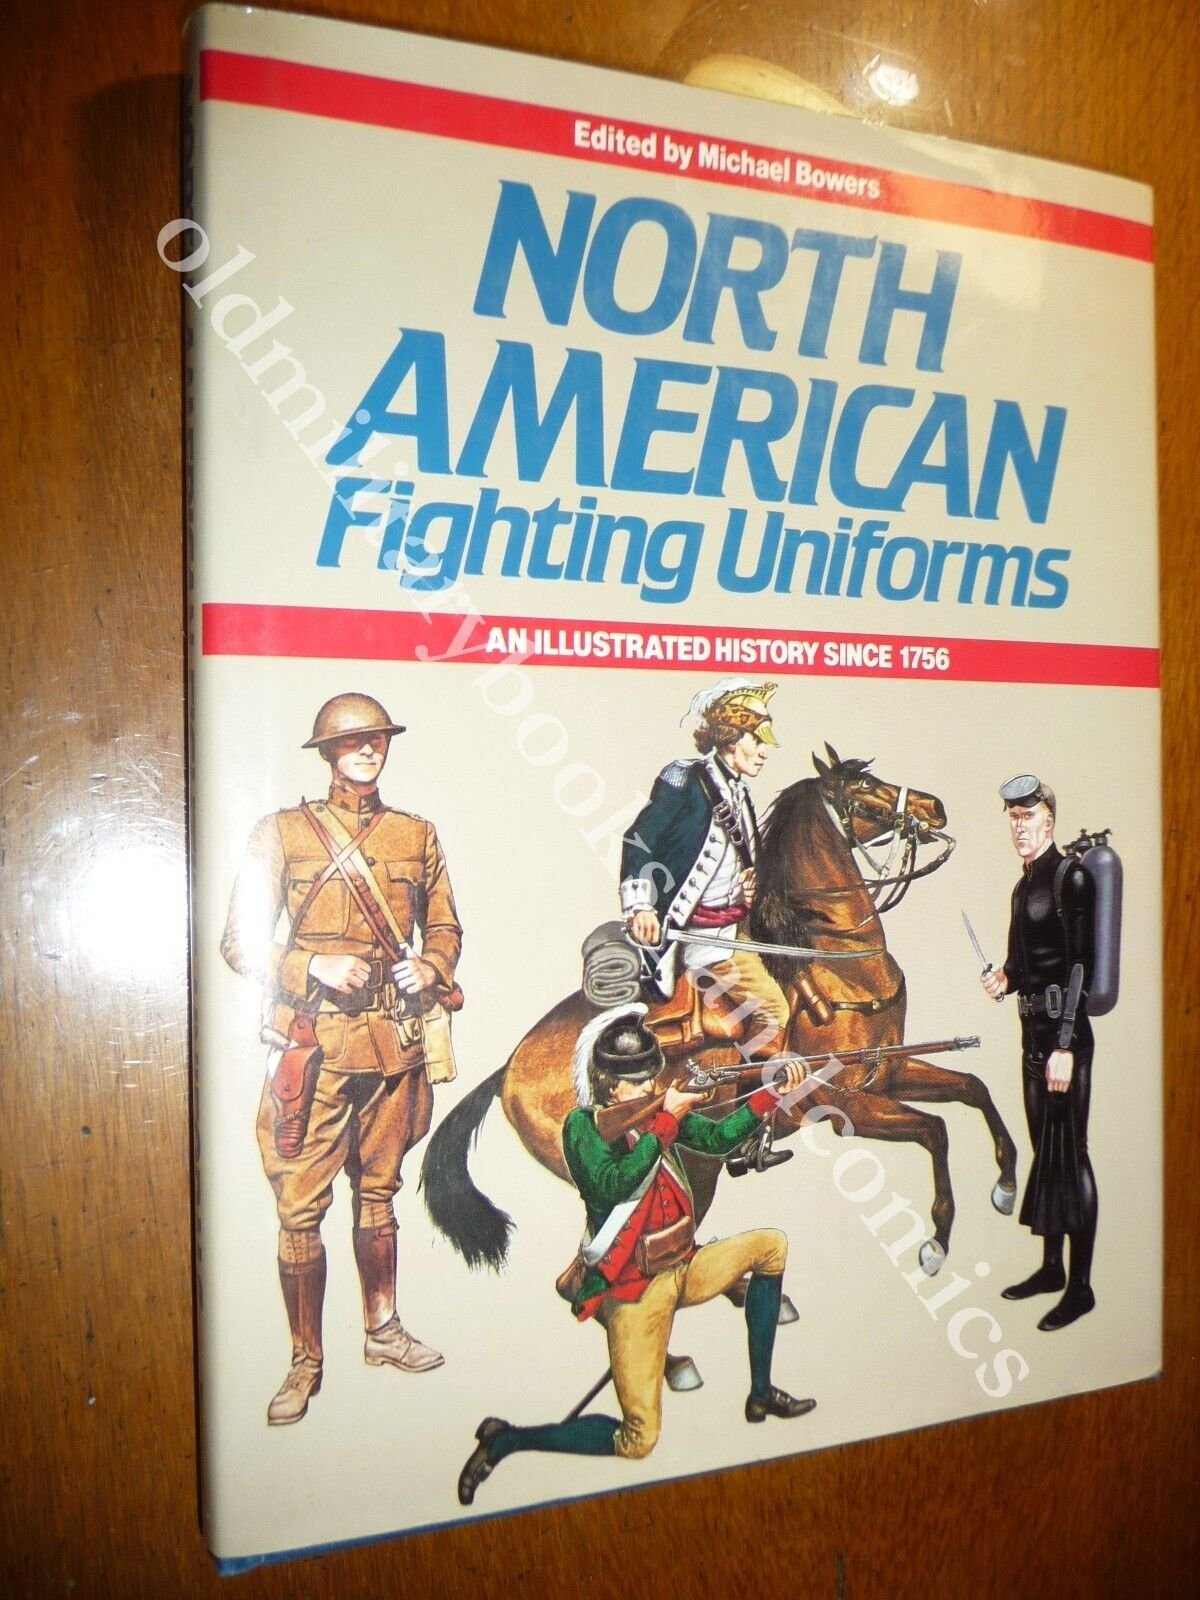 Edited by Michael Bowers
NORTH
AMERICAN
Fighting Uniforms
AN ILLUSTRATED HISTORY SINCE 1756
oldmilitarybooksandcomics